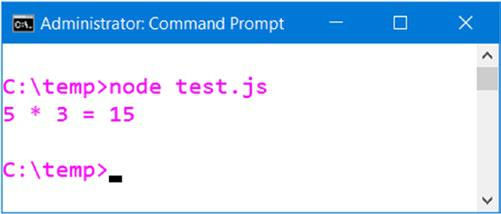 Administrator: Command Prompt
C:\temp>node test.js
5 * 3 = 15
C:\temp>